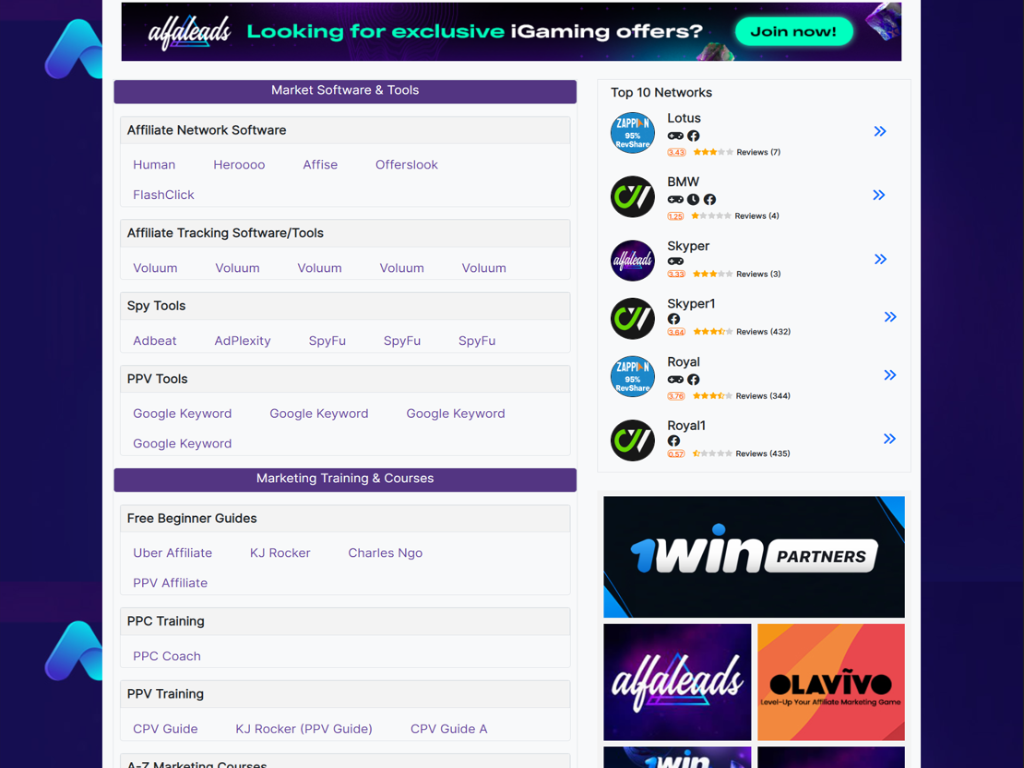 alfaleads Looking for exclusive iGaming offers? Join now!
Market Software & Tools
Affiliate Network Software
Human Heroooo Affise Offerslook
FlashClick
Affiliate Tracking Software/Tools
Voluum Voluum Voluum Voluum Voluum
Spy Tools
Adbeat AdPlexity SpyFu SpyFu SpyFu
PPV Tools
Google Keyword Google Keyword Google Keyword
Google Keyword
Marketing Training & Courses
Free Beginner Guides
Uber Affiliate KJ Rocker Charles Ngo
PPV Affiliate
PPC Training
PPC Coach
PPV Training
CPV Guide KJ Rocker (PPV Guide) CPV Guide A
A-Z Marketing Courses
Top 10 Networks
ZAPPION
95%
RevShare
Lotus
3.43 Reviews (7)
BMW
1.25 Reviews (4)
alfaleads
Skyper
3.33 Reviews (3)
Skyper1
3.64 Reviews (432)
ZAPPION
95%
RevShare
Royal
3.76 Reviews (344)
Royal1
0.57 Reviews (435)
1win PARTNERS
alfaleads
OLAVĪVO
Level-Up Your Affiliate Marketing Game
1win